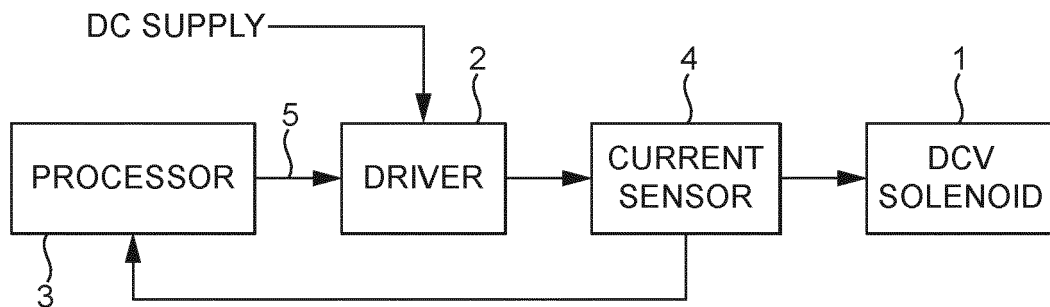 DC SUPPLY
2
4
1
5
PROCESSOR
DRIVER
CURRENT
SENSOR
DCV
SOLENOID
3